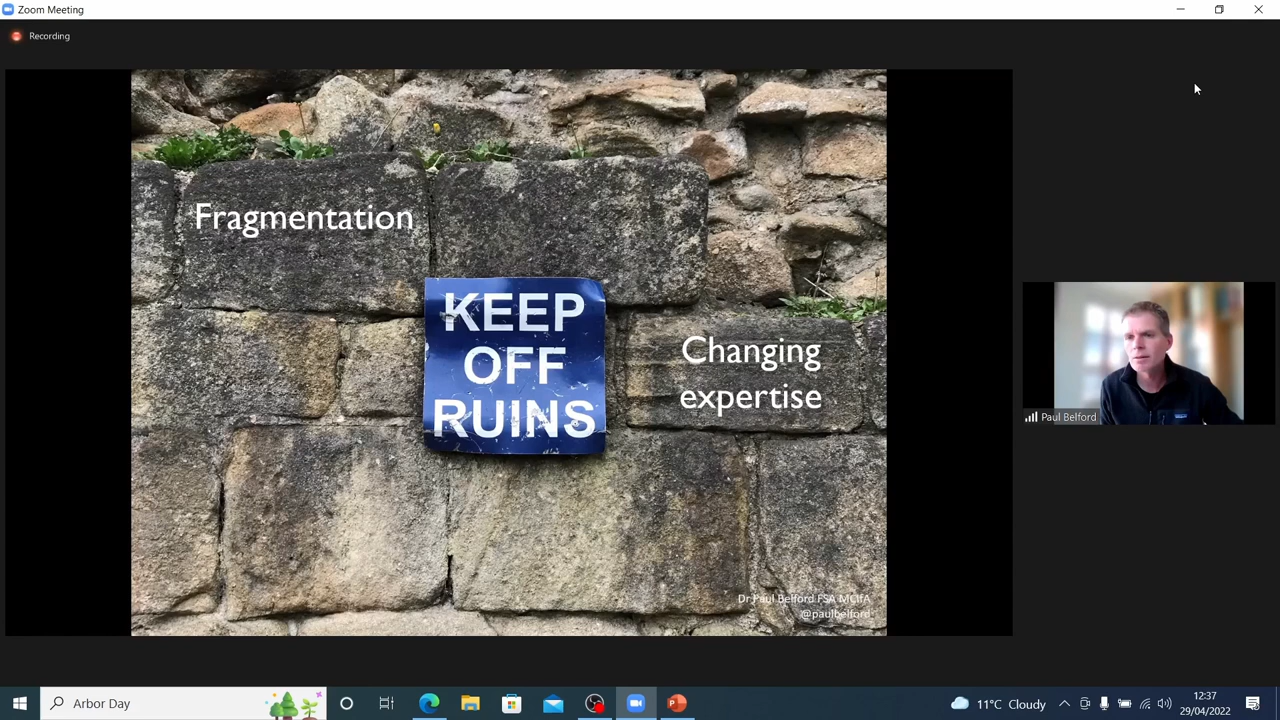 Zoom Meeting
Recording
Fragmentation
KEEP
OFF
RUINS
Changing
expertise
Paul Belford
Dr Paul Belford FSA MCIfA
@paulbelford
Arbor Day
11°C Cloudy
12:37
29/04/2022